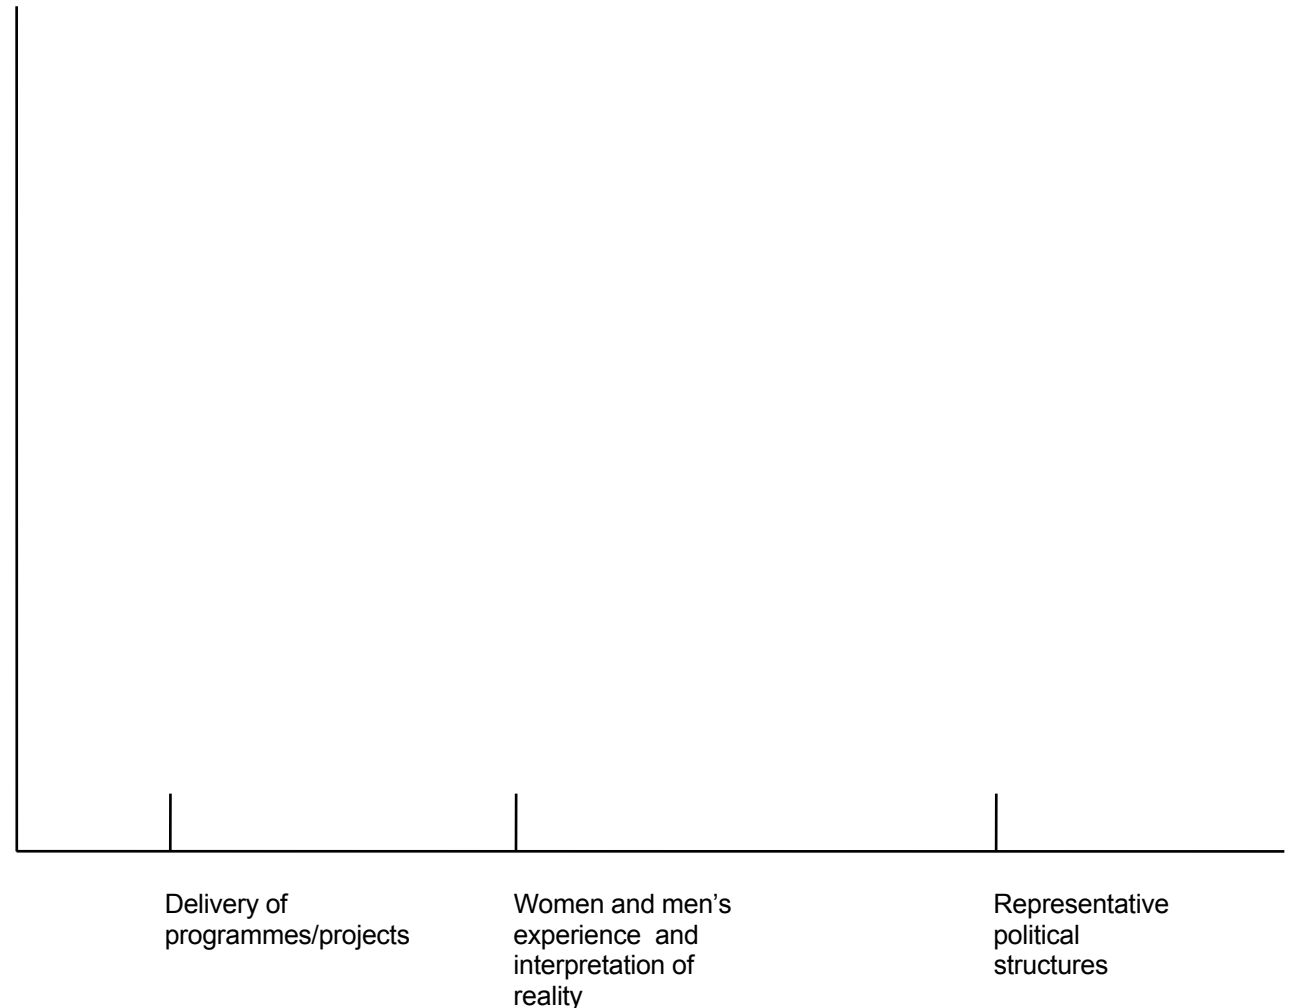 Delivery of
programmes/projects
Women and men’s
experience  and
interpretation of
reality
Representative
political
structures